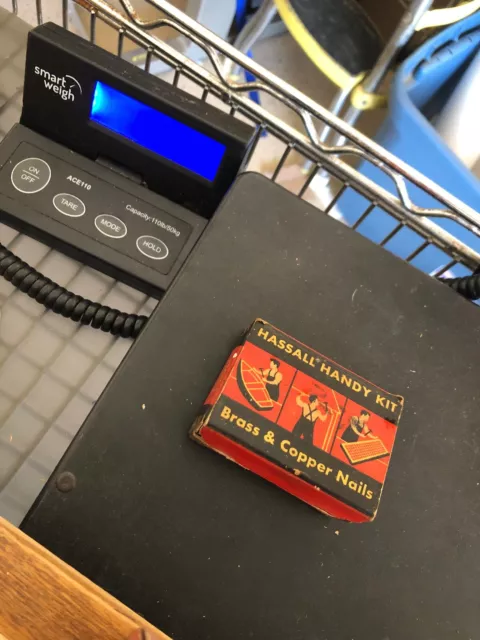 smart
weigh
ON
OFF
ACE110
TARE
MODE
HOLD
Capacity:110lb/50kg
HASSALL HANDY KIT
Brass & Copper Nails